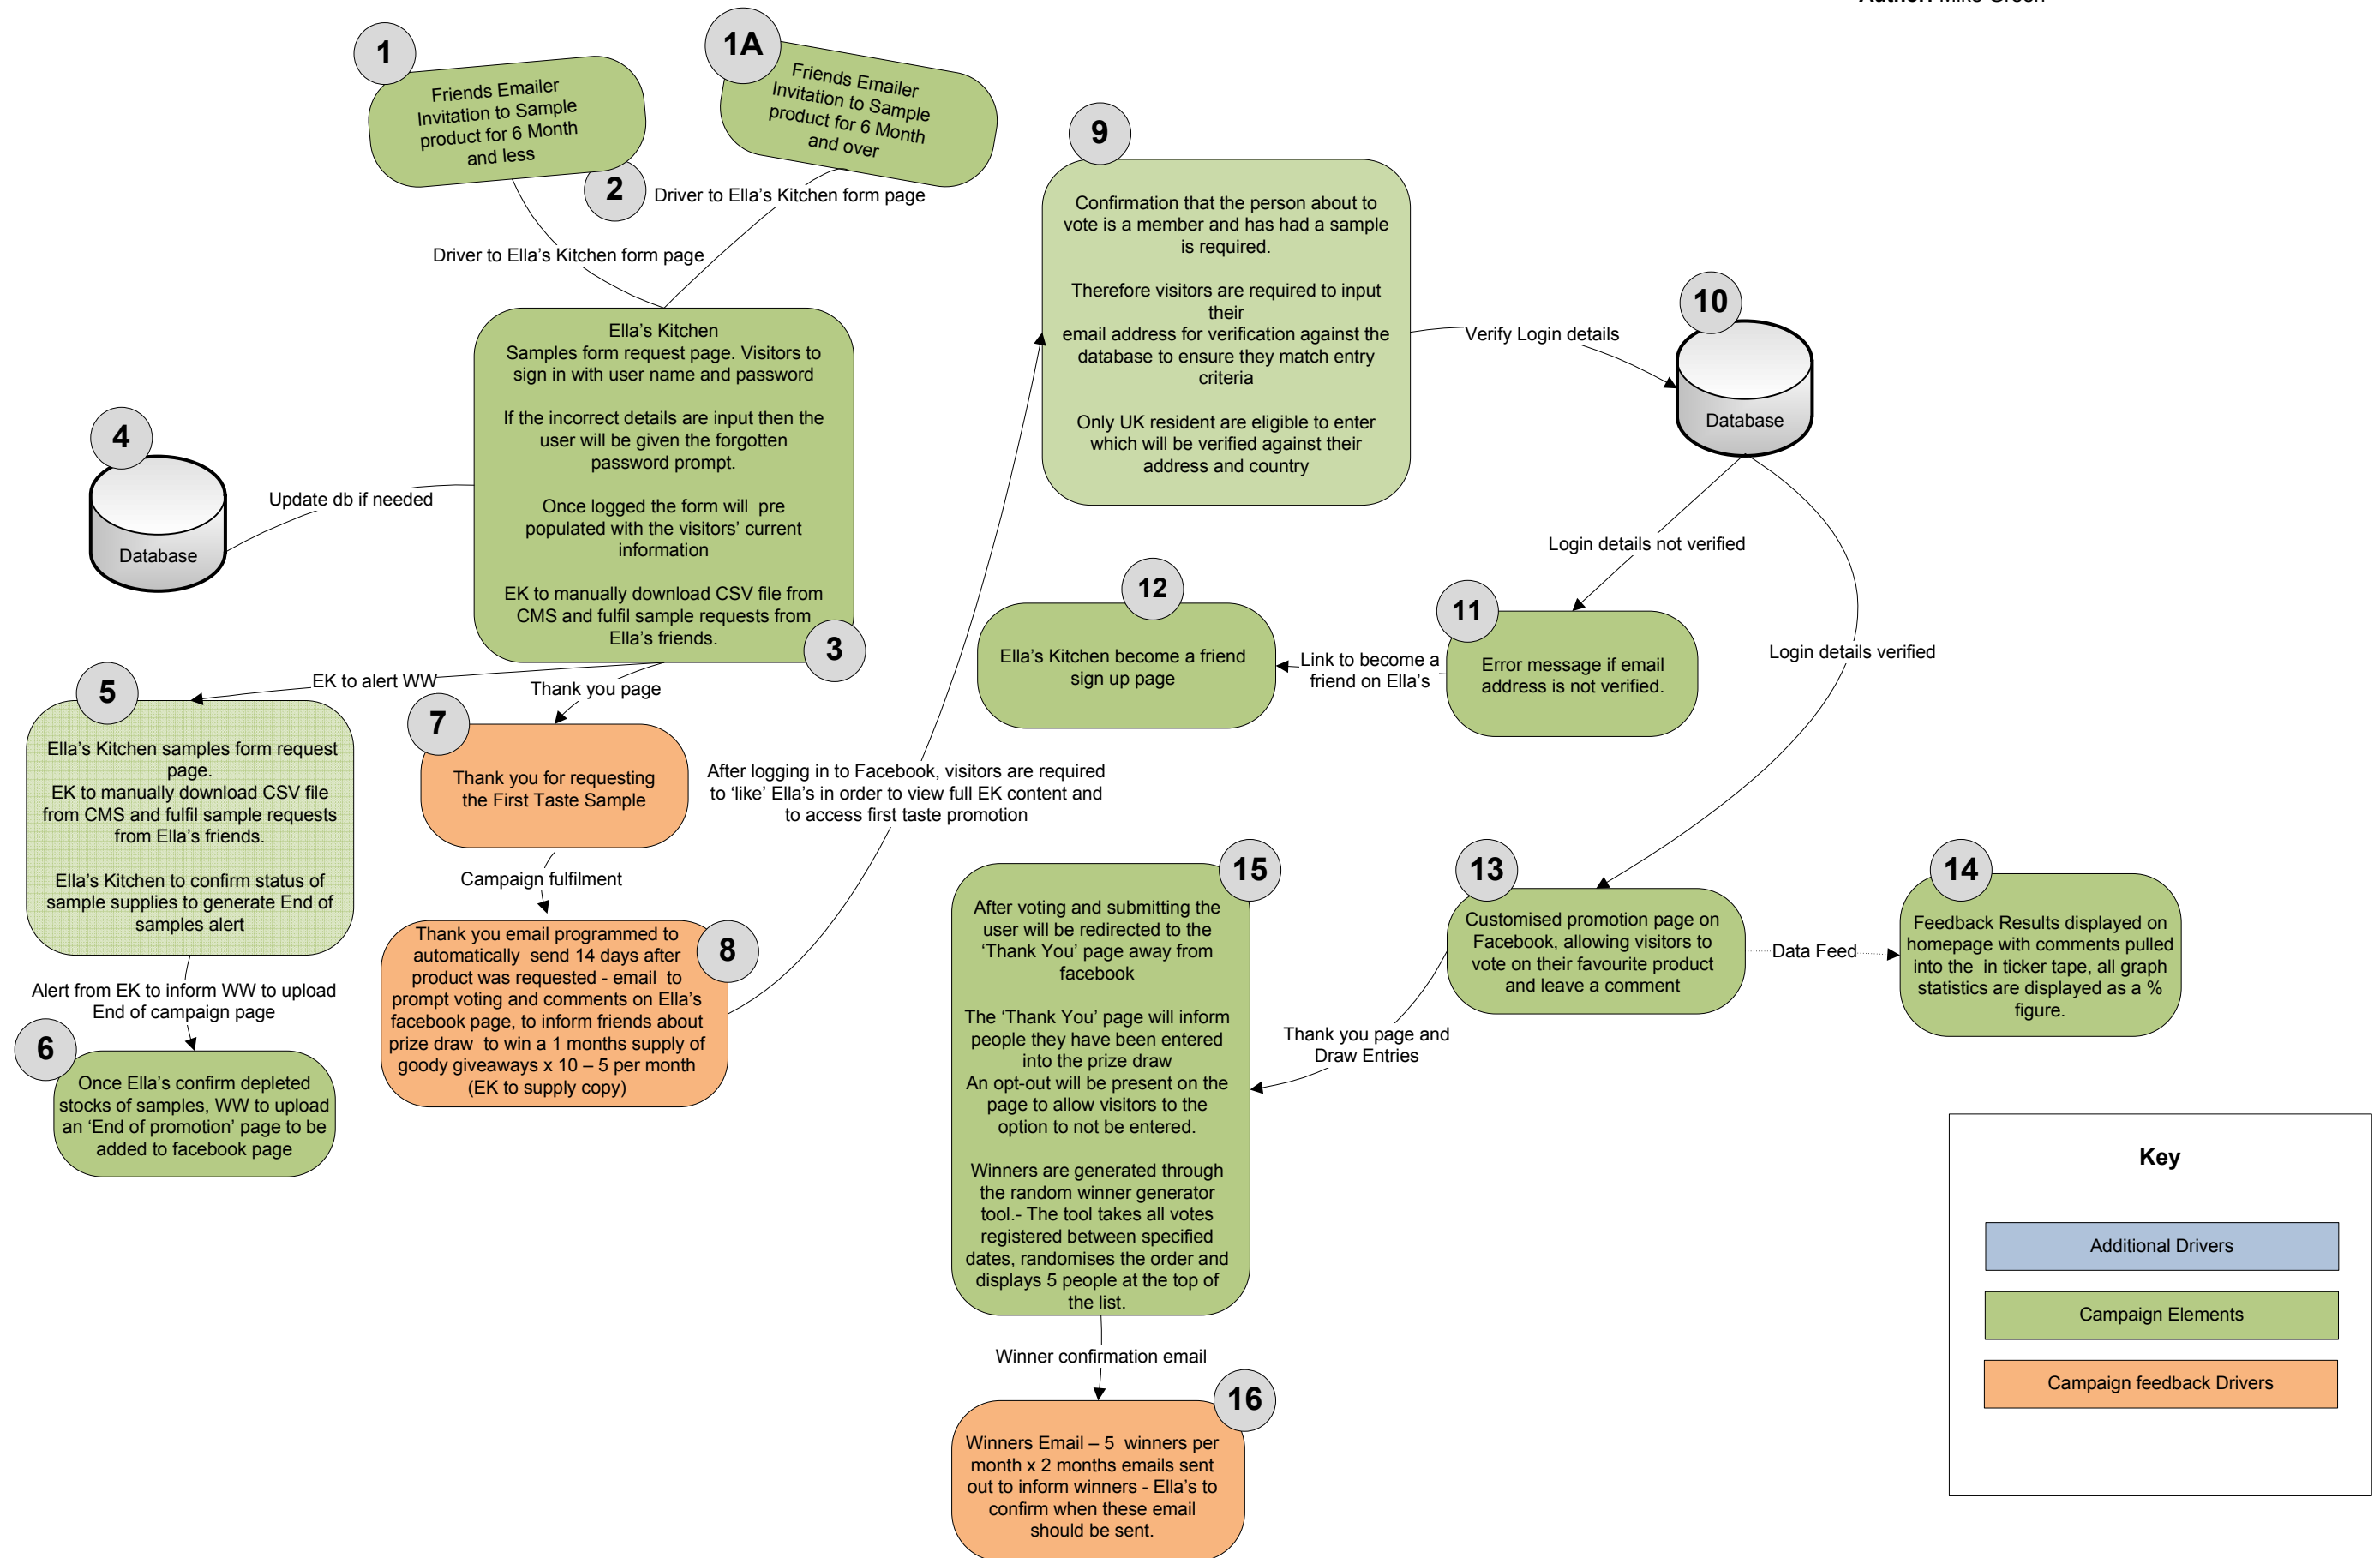 1
Friends Emailer
Invitation to Sample
product for 6 Month
and less
1A
Friends Emailer
Invitation to Sample
product for 6 Month
and over
2
Driver to Ella’s Kitchen form page
Driver to Ella’s Kitchen form page
Ella’s Kitchen
Samples form request page. Visitors to
sign in with user name and password
If the incorrect details are input then the
user will be given the forgotten
password prompt.
Once logged the form will pre
populated with the visitors’ current
information
EK to manually download CSV file from
CMS and fulfil sample requests from
Ella’s friends.
3
4
Database
Update db if needed
EK to alert WW
Thank you page
5
Ella’s Kitchen samples form request
page.
EK to manually download CSV file
from CMS and fulfil sample requests
from Ella’s friends.
Ella’s Kitchen to confirm status of
sample supplies to generate End of
samples alert
Alert from EK to inform WW to upload
End of campaign page
6
Once Ella’s confirm depleted
stocks of samples, WW to upload
an ‘End of promotion’ page to be
added to facebook page
7
Thank you for requesting
the First Taste Sample
Campaign fulfilment
8
Thank you email programmed to
automatically send 14 days after
product was requested - email to
prompt voting and comments on Ella’s
facebook page, to inform friends about
prize draw to win a 1 months supply of
goody giveaways x 10 – 5 per month
(EK to supply copy)
After logging in to Facebook, visitors are required
to ‘like’ Ella’s in order to view full EK content and
to access first taste promotion
9
Confirmation that the person about to
vote is a member and has had a sample
is required.
Therefore visitors are required to input
their
email address for verification against the
database to ensure they match entry
criteria
Only UK resident are eligible to enter
which will be verified against their
address and country
Verify Login details
10
Database
Login details not verified
Login details verified
11
Error message if email
address is not verified.
Link to become a
friend on Ella’s
12
Ella’s Kitchen become a friend
sign up page
13
Customised promotion page on
Facebook, allowing visitors to
vote on their favourite product
and leave a comment
Data Feed
14
Feedback Results displayed on
homepage with comments pulled
into the in ticker tape, all graph
statistics are displayed as a %
figure.
Thank you page and
Draw Entries
15
After voting and submitting the
user will be redirected to the
‘Thank You’ page away from
facebook
The ‘Thank You’ page will inform
people they have been entered
into the prize draw
An opt-out will be present on the
page to allow visitors to the
option to not be entered.
Winners are generated through
the random winner generator
tool.- The tool takes all votes
registered between specified
dates, randomises the order and
displays 5 people at the top of
the list.
Winner confirmation email
16
Winners Email – 5 winners per
month x 2 months emails sent
out to inform winners - Ella’s to
confirm when these email
should be sent.
Key
Additional Drivers
Campaign Elements
Campaign feedback Drivers